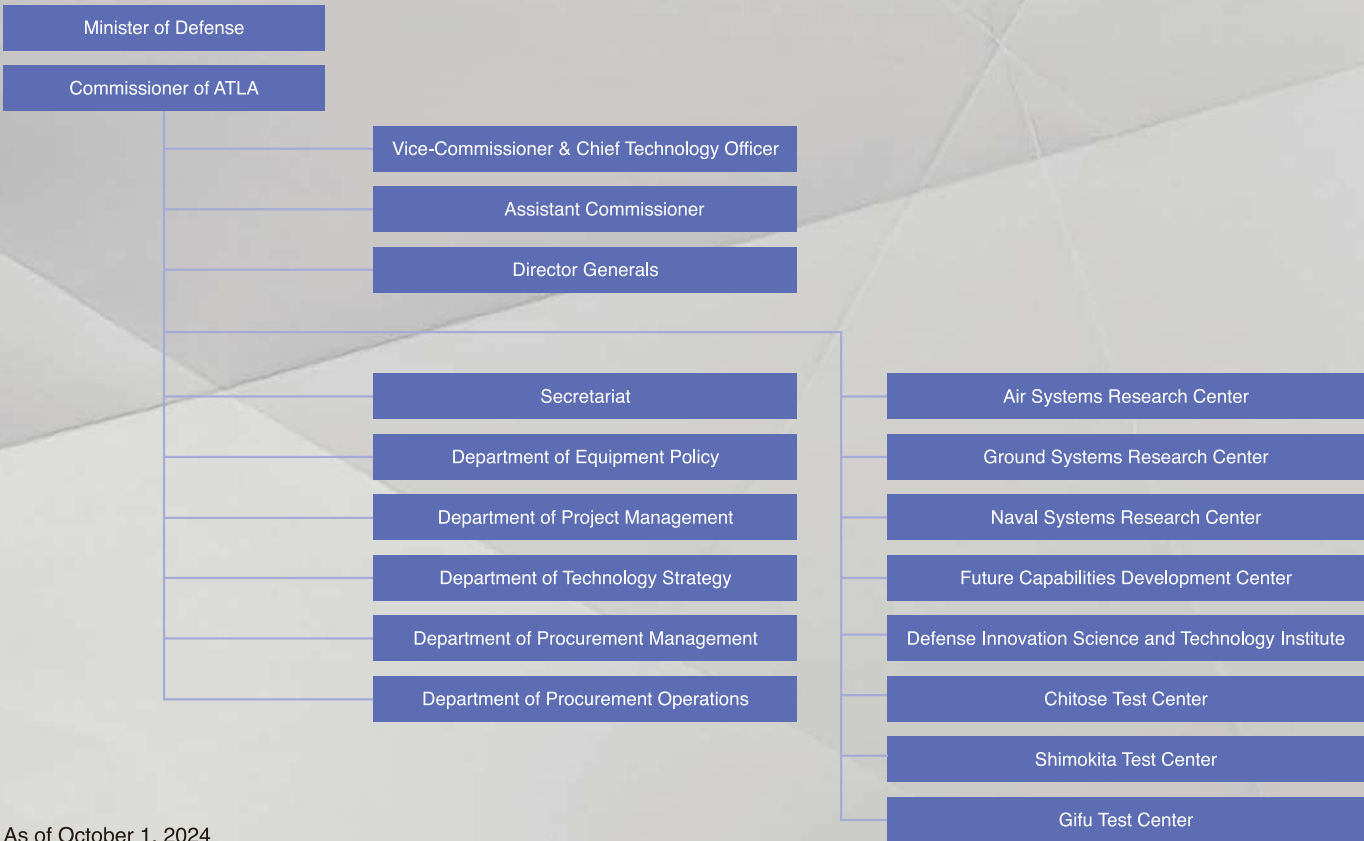 Minister of Defense
Commissioner of ATLA
Vice-Commissioner & Chief Technology Officer
Assistant Commissioner
Director Generals
Secretariat
Department of Equipment Policy
Department of Project Management
Department of Technology Strategy
Department of Procurement Management
Department of Procurement Operations
Air Systems Research Center
Ground Systems Research Center
Naval Systems Research Center
Future Capabilities Development Center
Defense Innovation Science and Technology Institute
Chitose Test Center
Shimokita Test Center
Gifu Test Center
As of October 1, 2024